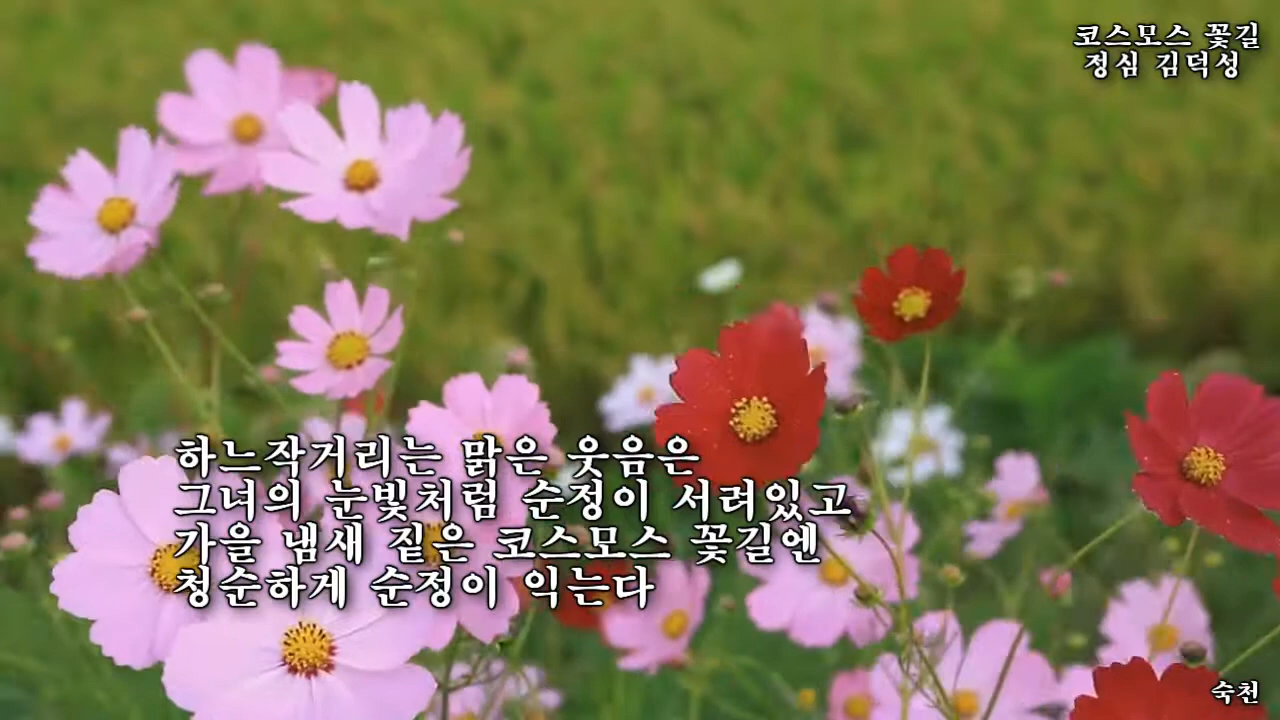 코스모스 꽃길
정심 김덕성
하느작거리는 맑은 웃음은
그녀의 눈빛처럼 순정이 서려있고
가을 냄새 짙은 코스모스 꽃길엔
청순하게 순정이 익는다
숙천